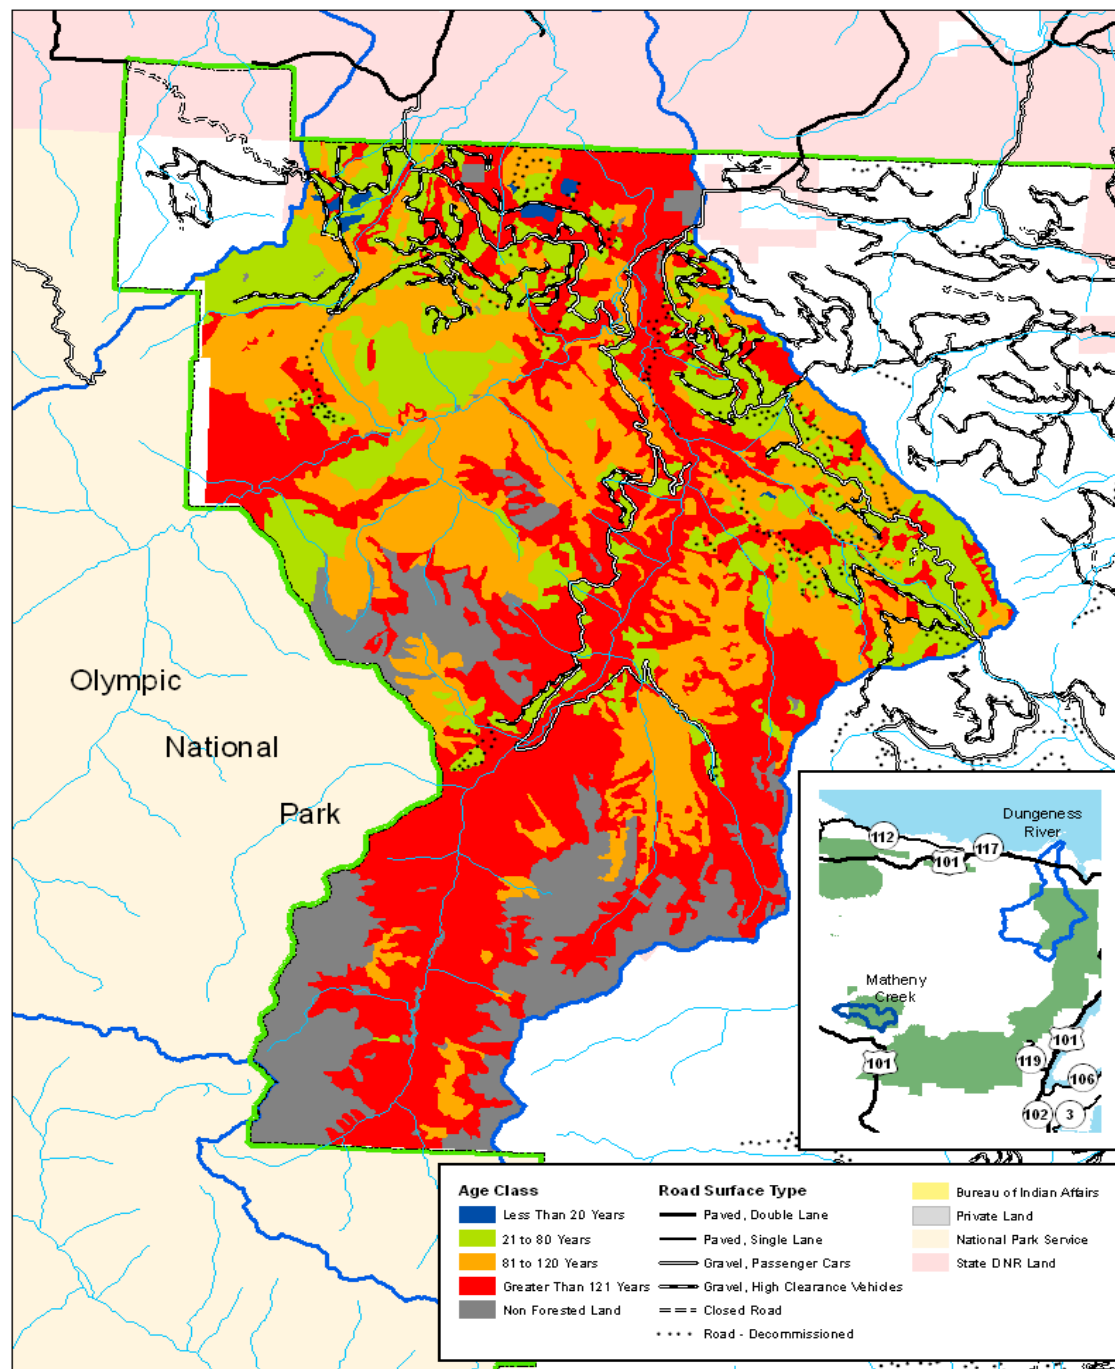 Olympic
National
Park
Dungeness
River
112
117
101
Matheny
Creek
101
101
119
106
102
3
Age Class
Less Than 20 Years
21 to 80 Years
81 to 120 Years
Greater Than 121 Years
Non Forested Land
Road Surface Type
Paved, Double Lane
Paved, Single Lane
Gravel, Passenger Cars
Gravel, High Clearance Vehicles
Closed Road
Road - Decommissioned
Bureau of Indian Affairs
Private Land
National Park Service
State DNR Land